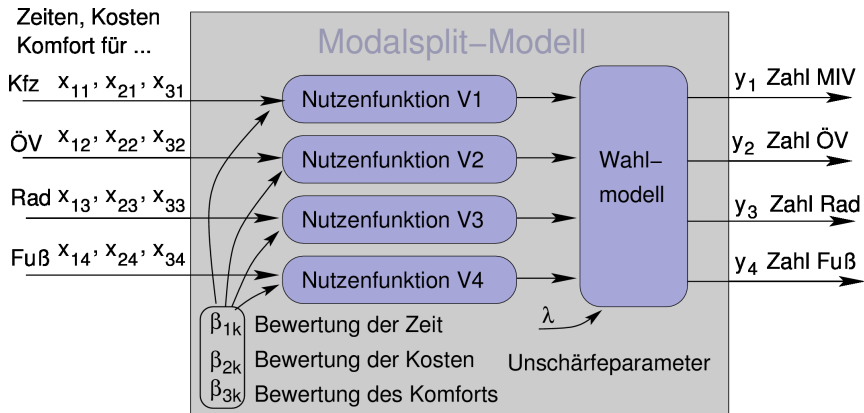 Zeiten, Kosten
Komfort für ...
Modalsplit–Modell
Kfz x11, x21, x31
Nutzenfunktion V1
y1 Zahl MIV
ÖV x12, x22, x32
Nutzenfunktion V2
y2 Zahl ÖV
Wahl–
modell
Rad x13, x23, x33
Nutzenfunktion V3
y3 Zahl Rad
Fuß x14, x24, x34
Nutzenfunktion V4
y4 Zahl Fuß
β1k Bewertung der Zeit
λ
β2k Bewertung der Kosten
Unschärfeparameter
β3k Bewertung des Komforts